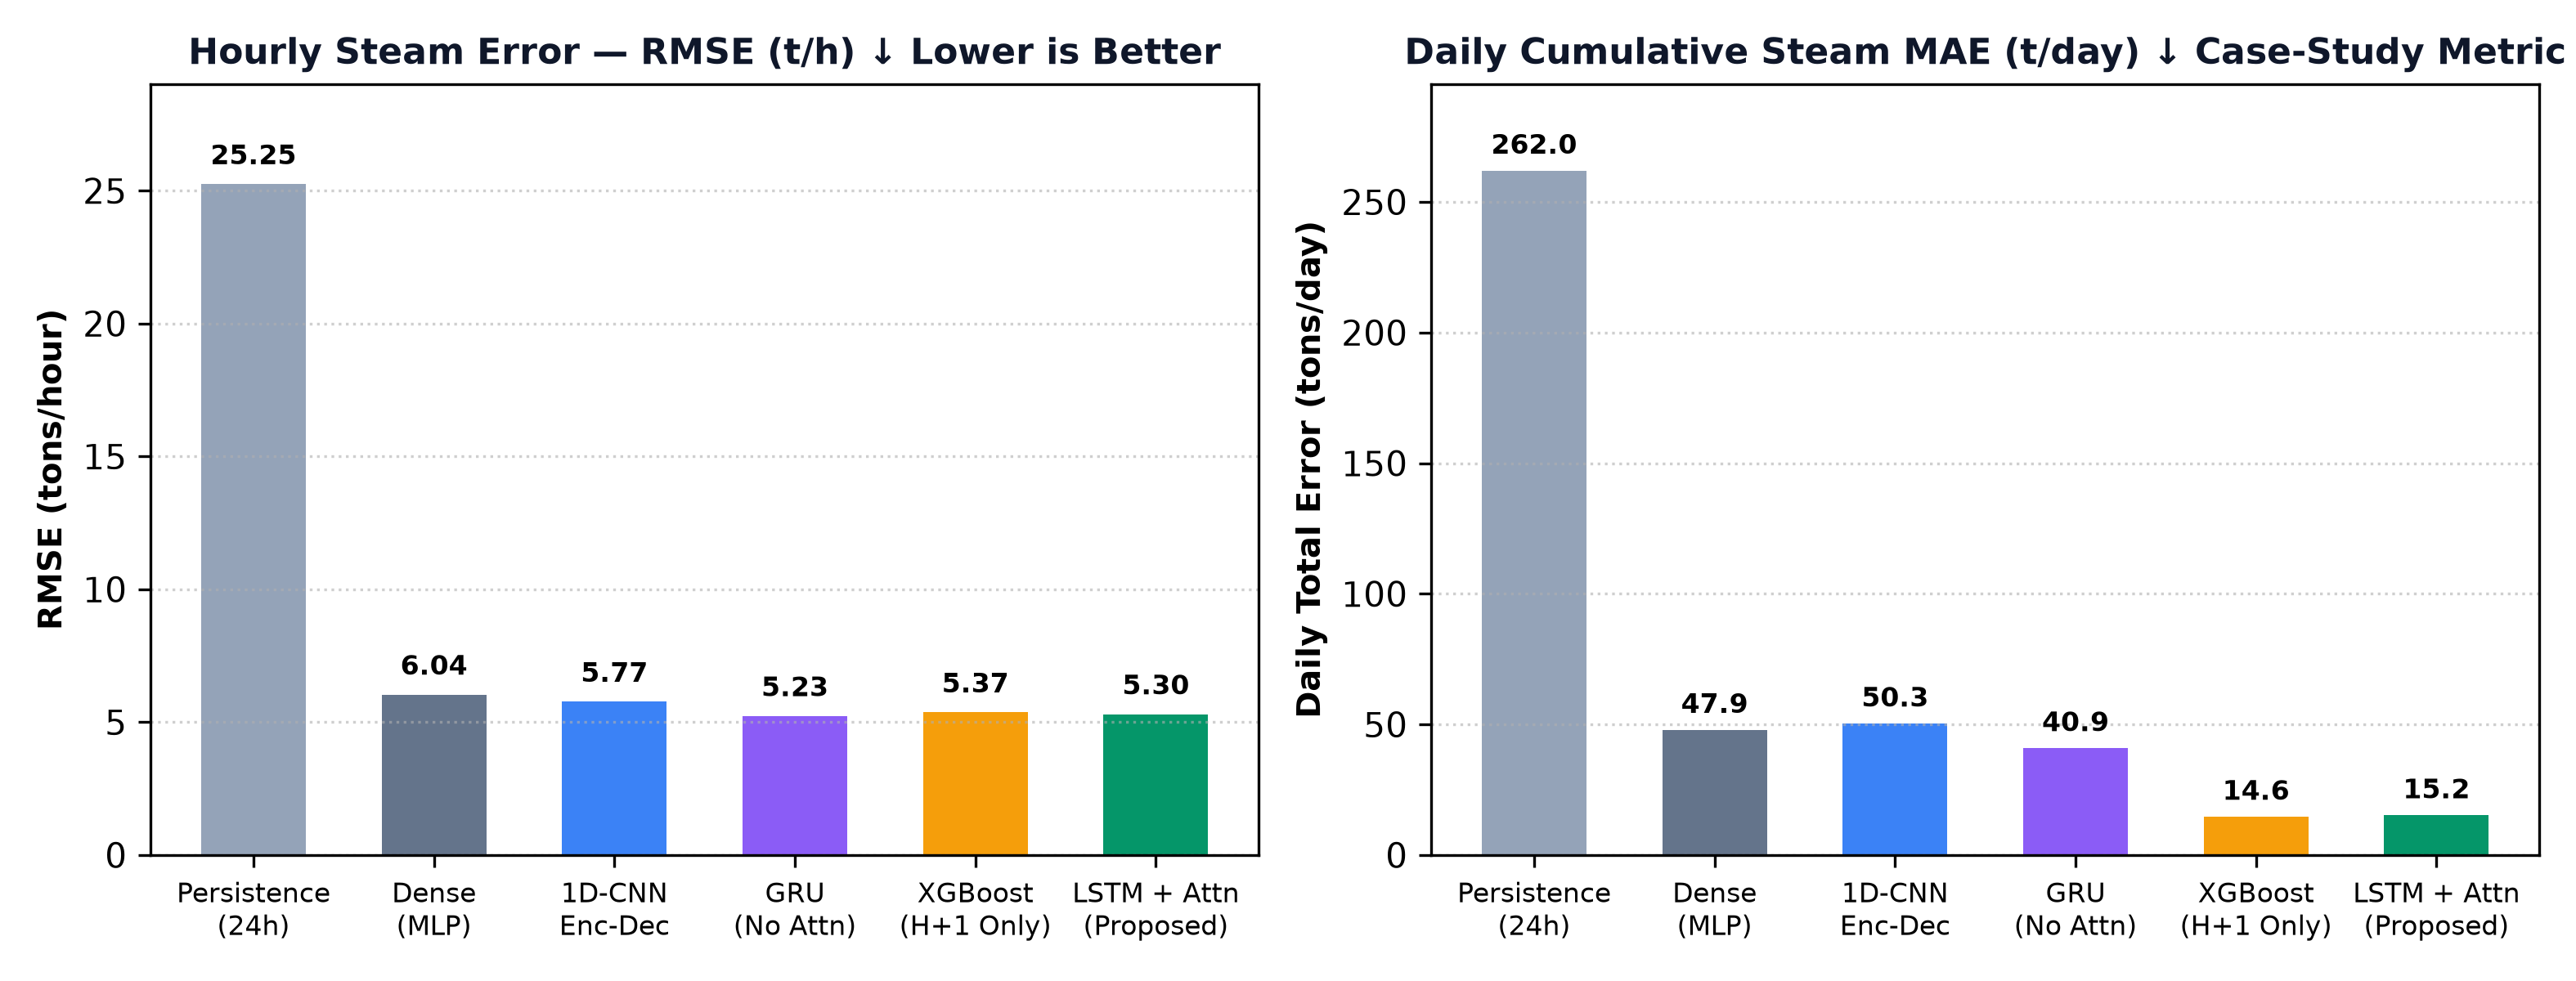 Hourly Steam Error — RMSE (t/h) ↓ Lower is Better
RMSE (tons/hour)
25
20
15
10
5
0
25.25
6.04
5.77
5.23
5.37
5.30
Persistence
(24h)
Dense
(MLP)
1D-CNN
Enc-Dec
GRU
(No Attn)
XGBoost
(H+1 Only)
LSTM + Attn
(Proposed)
Daily Cumulative Steam MAE (t/day) ↓ Case-Study Metric
Daily Total Error (tons/day)
250
200
150
100
50
0
262.0
47.9
50.3
40.9
14.6
15.2
Persistence
(24h)
Dense
(MLP)
1D-CNN
Enc-Dec
GRU
(No Attn)
XGBoost
(H+1 Only)
LSTM + Attn
(Proposed)